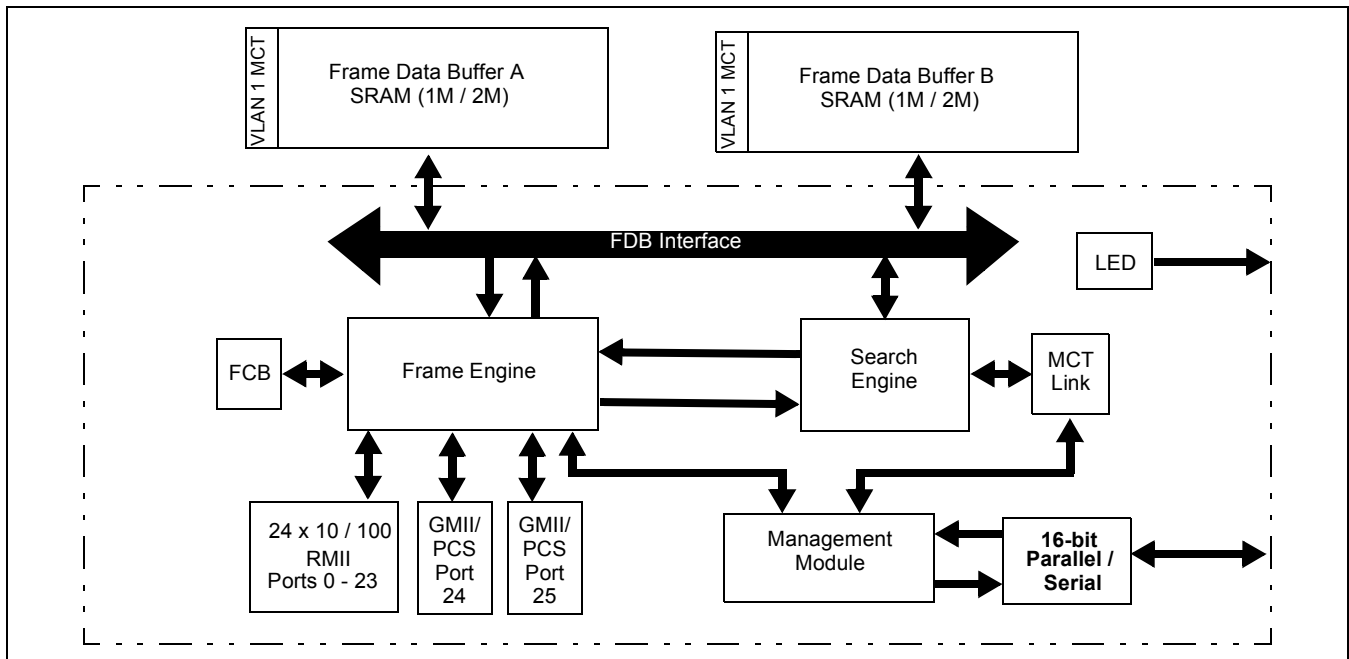 VLAN 1 MCT
Frame Data Buffer A
SRAM (1M / 2M)
VLAN 1 MCT
Frame Data Buffer B
SRAM (1M / 2M)
FDB Interface
LED
FCB
Frame Engine
Search
Engine
MCT
Link
24 x 10 / 100
RMII
Ports 0 - 23
GMII/
PCS
Port
24
GMII/
PCS
Port
25
Management
Module
16-bit
Parallel /
Serial